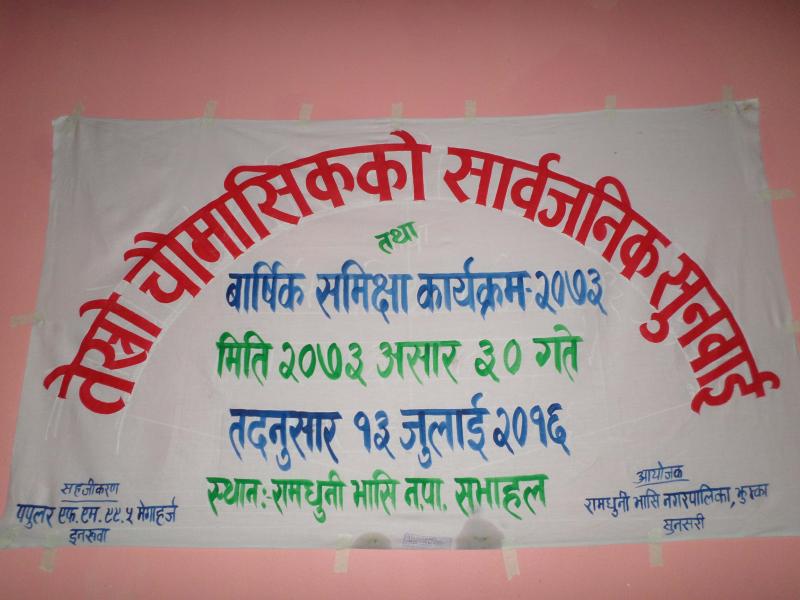 तेस्रो चौमासिकको सार्वजनिक सुनवाई
तथा
बार्षिक समिक्षा कार्यक्रम-२०७३
मिति २०७३ असार ३० गते
तदनुसार १३ जुलाई २०१६
स्थान:- रामधुनी भासि न.पा. सभाहल
सहजीकरण
पपुलर एफ.एम. ९९.५ मेगाहर्ज
इनरुवा
आयोजक
रामधुनी भासि नगरपालिका, झुम्का
सुनसरी